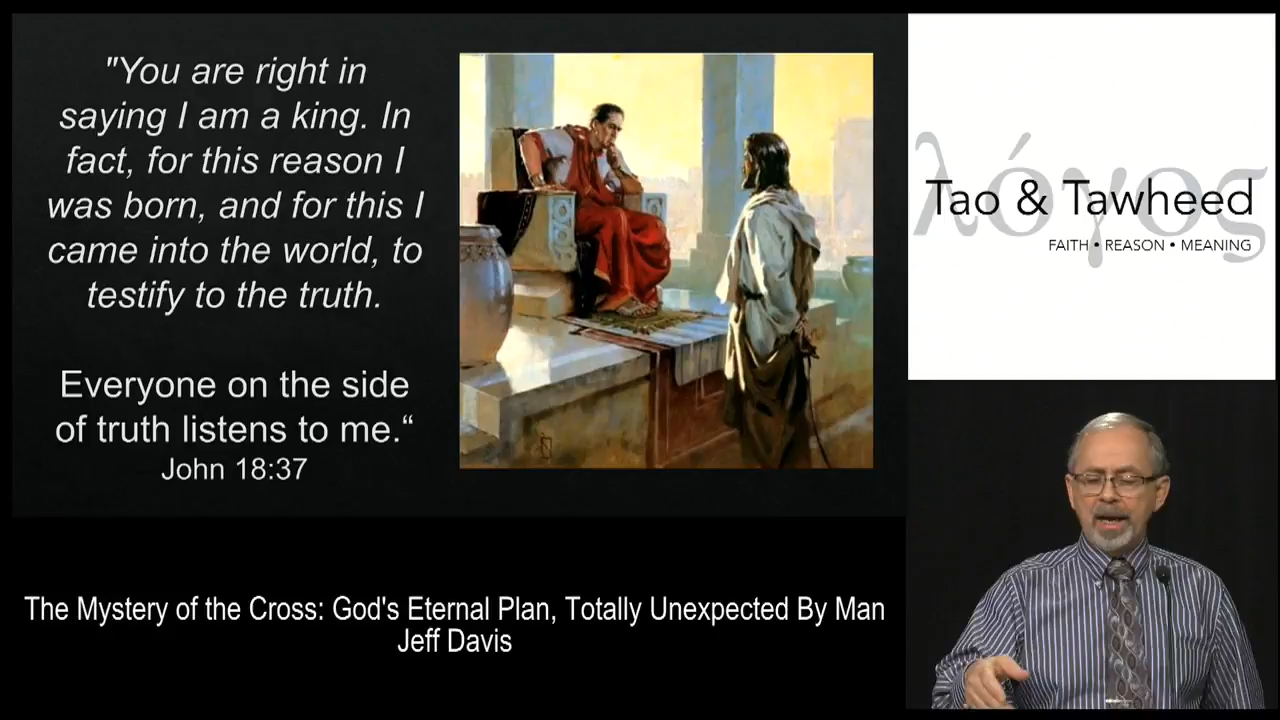 "You are right in
saying I am a king. In
fact, for this reason I
was born, and for this I
came into the world, to
testify to the truth.
Everyone on the side
of truth listens to me.“
John 18:37
λόγος
Tao & Tawheed
FAITH • REASON • MEANING
The Mystery of the Cross: God's Eternal Plan, Totally Unexpected By Man
Jeff Davis